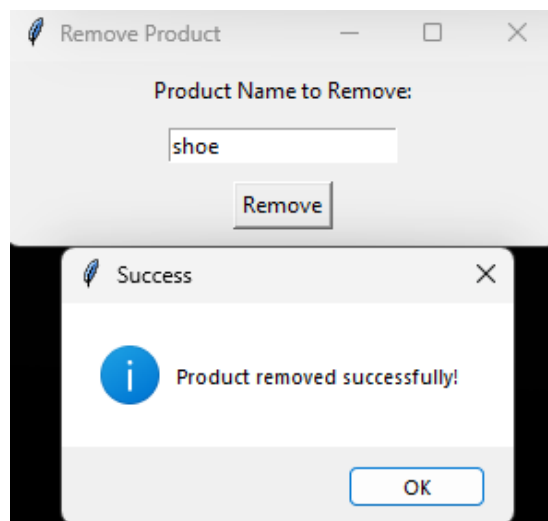 Remove Product
Product Name to Remove:
shoe
Remove
Success
Product removed successfully!
OK